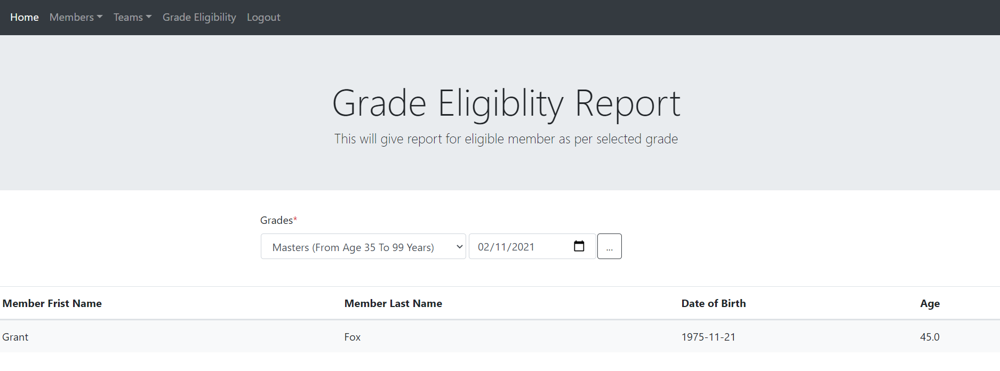 Home Members Teams Grade Eligibility Logout
Grade Eligiblity Report
This will give report for eligible member as per selected grade
Grades*
Masters (From Age 35 To 99 Years) 02/11/2021 ...
Member Frist Name Member Last Name Date of Birth Age
Grant Fox 1975-11-21 45.0